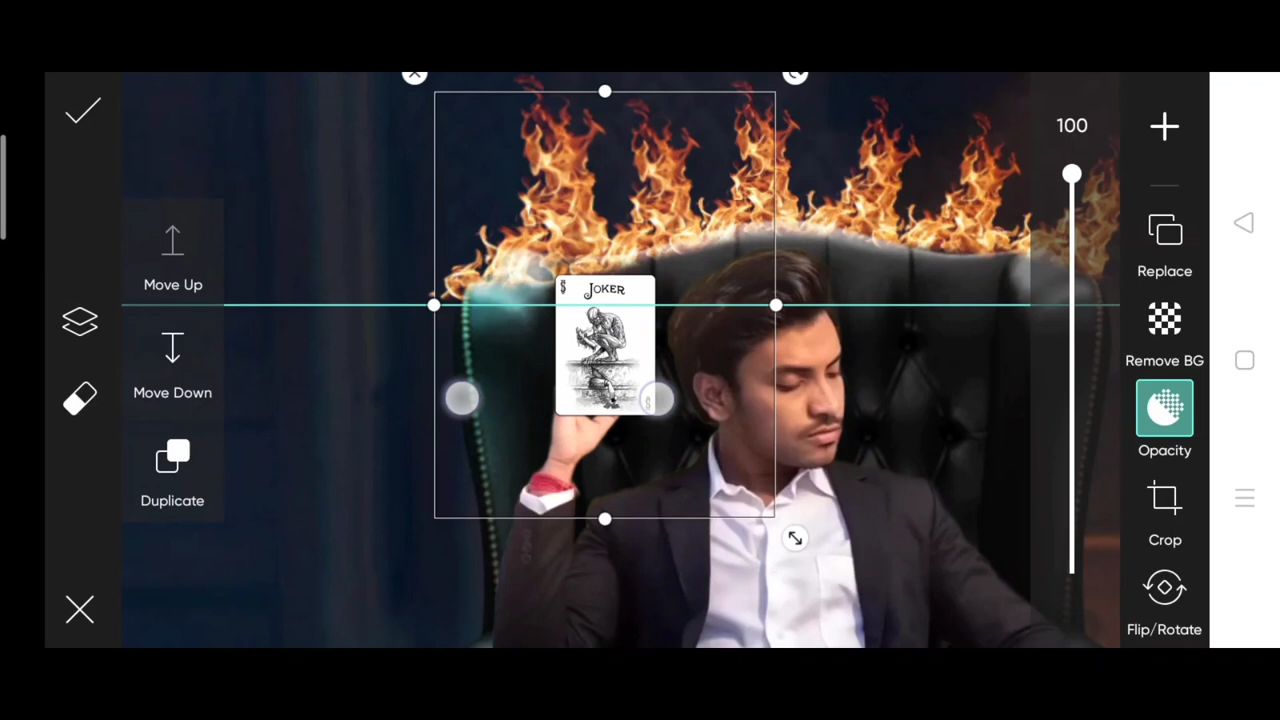 100
Move Up
Replace
JOKER
Move Down
Remove BG
Opacity
Duplicate
Crop
Flip/Rotate